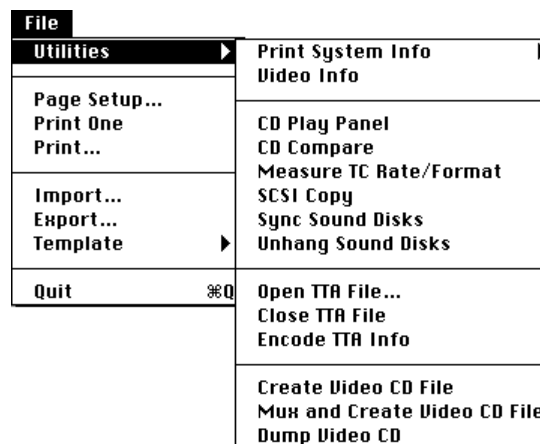 File
Utilities
Page Setup...
Print One
Print...
Import...
Export...
Template
Quit ⌘Q
Print System Info
Video Info
CD Play Panel
CD Compare
Measure TC Rate/Format
SCSI Copy
Sync Sound Disks
Unhang Sound Disks
Open TTA File...
Close TTA File
Encode TTA Info
Create Video CD File
Mux and Create Video CD File
Dump Video CD